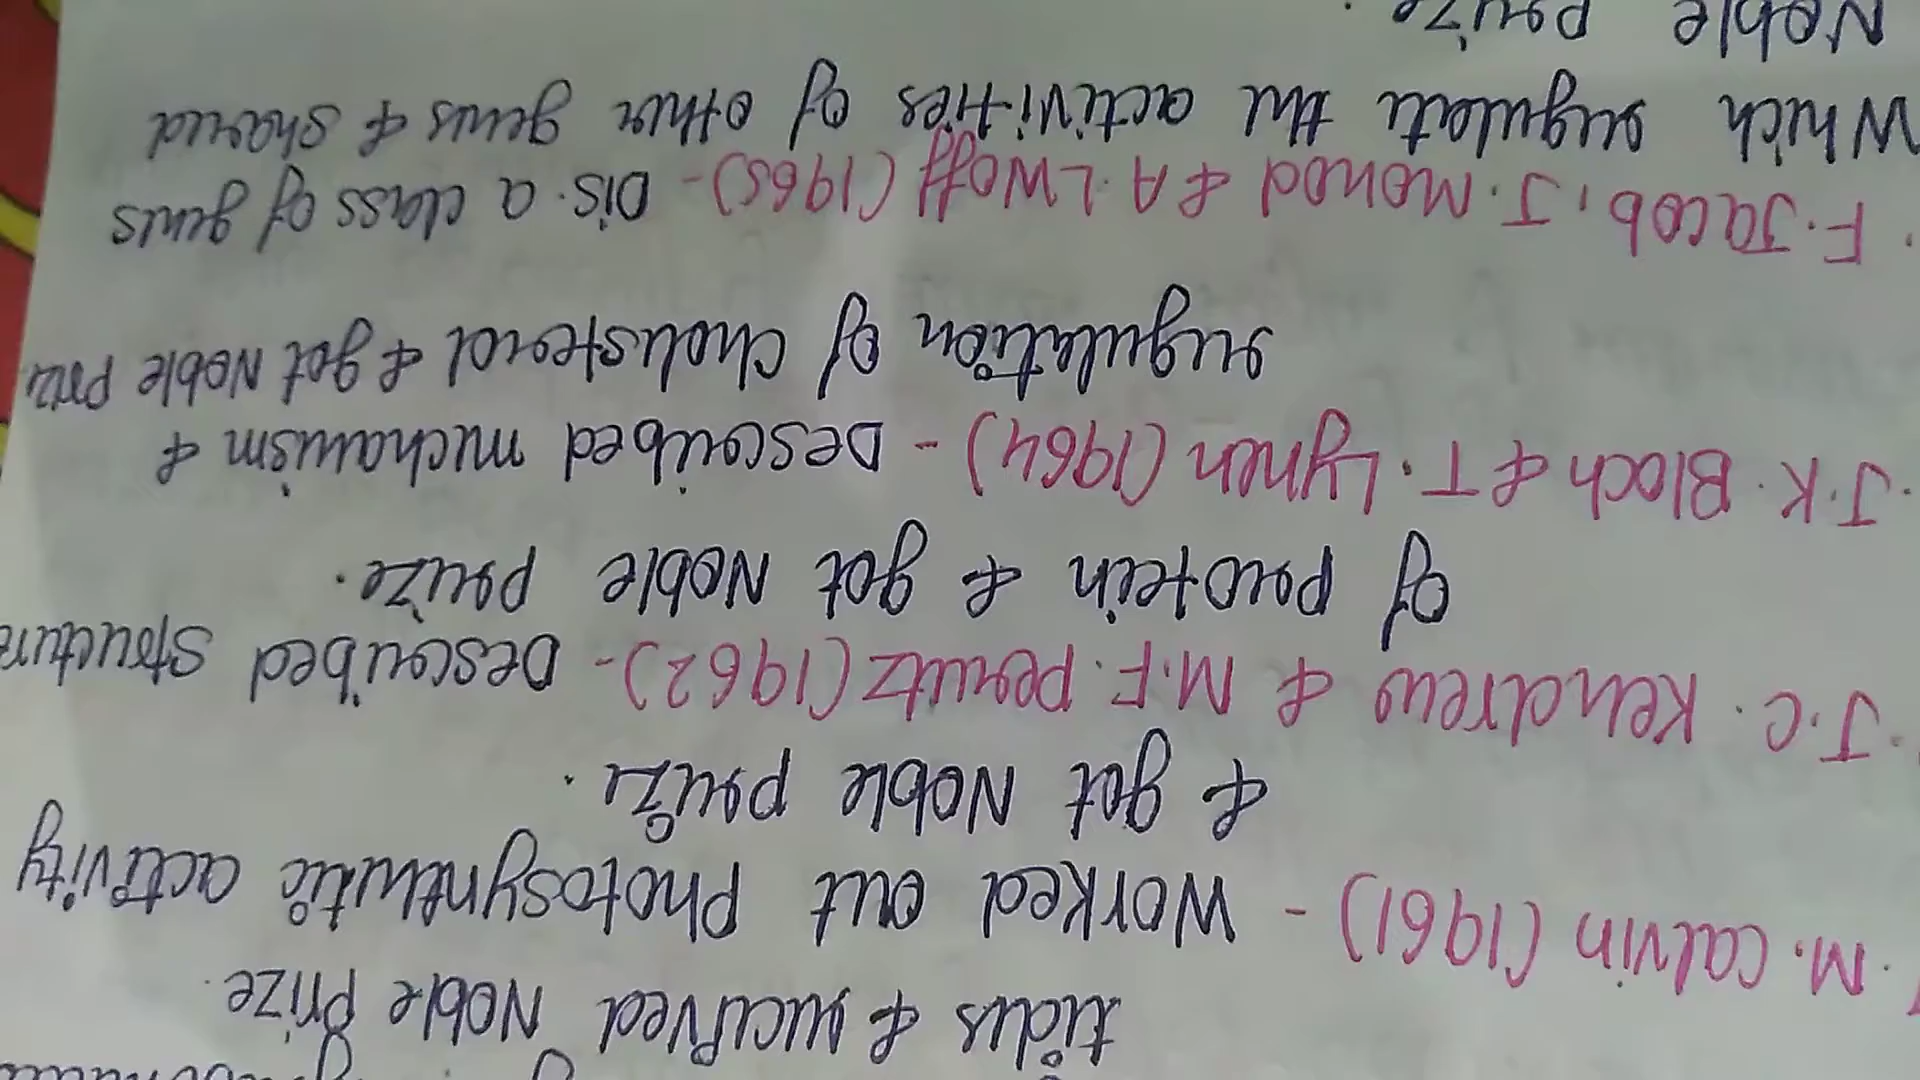 tides & received Noble Prize.
. M. Calvin (1961) - Worked out Photosynthetic activity
& got Noble prize.
. J.C. Kendrew & M.F. Perutz (1962) - Described structure
of protein & got Noble prize.
. J.K. Bloch & T. Lynen (1964) - Described mechanism &
regulation of cholesterol & got Noble prize
. F. Jacob, J. Monod & A. Lwoff (1965) - Dis. a class of genes
Which regulate the activities of other genes & shared
Noble prize.